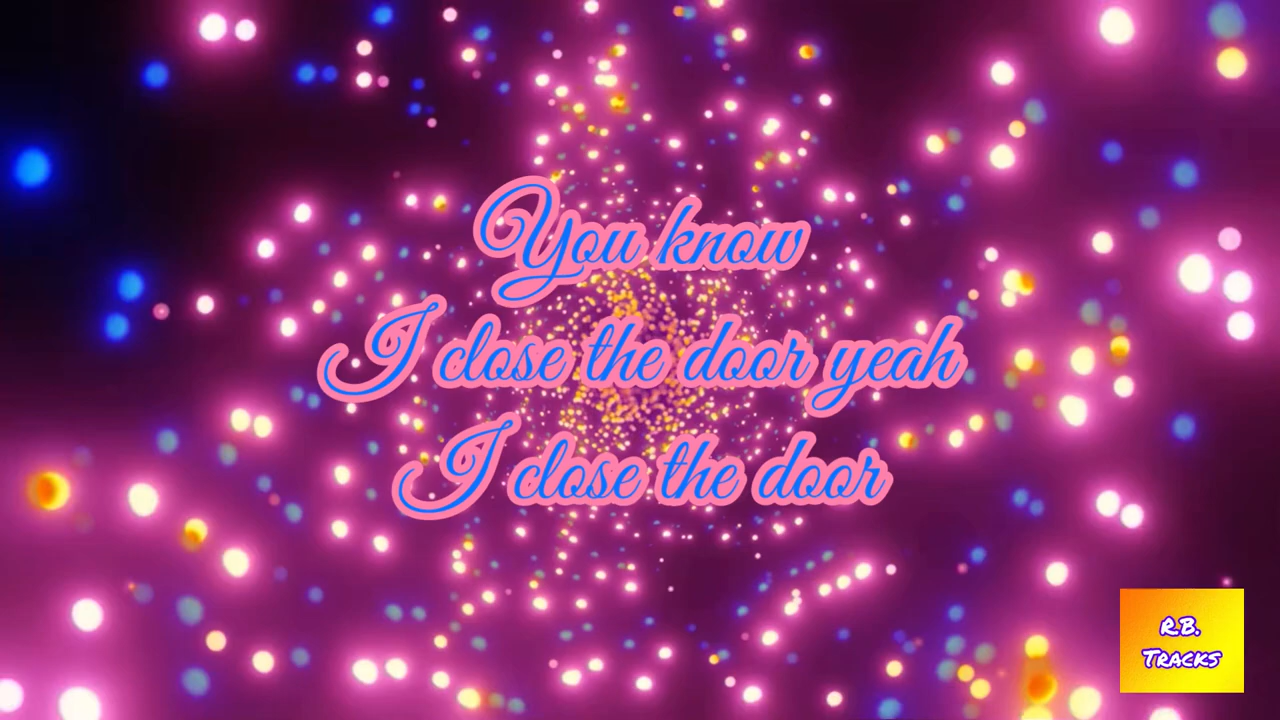 You know
I close the door yeah
I close the door
R.B.
Tracks